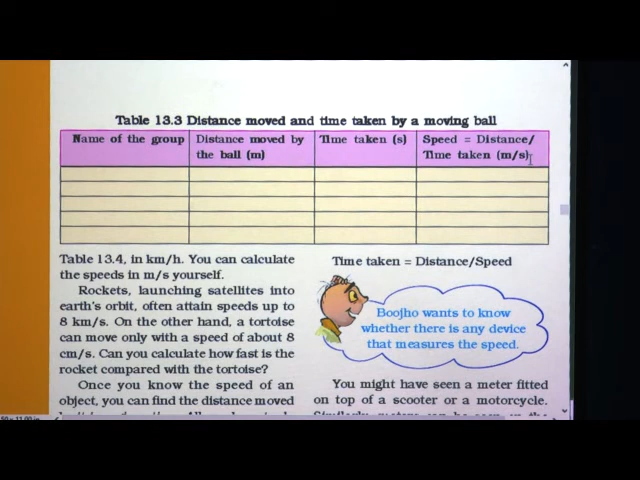 Table 13.3 Distance moved and time taken by a moving ball
Name of the group
Distance moved by
the ball (m)
Time taken (s)
Speed = Distance/
Time taken (m/s)
Table 13.4, in km/h. You can calculate
the speeds in m/s yourself.
Rockets, launching satellites into
earth's orbit, often attain speeds up to
8 km/s. On the other hand, a tortoise
can move only with a speed of about 8
cm/s. Can you calculate how fast is the
rocket compared with the tortoise?
Once you know the speed of an
object, you can find the distance moved
Time taken = Distance/Speed
Boojho wants to know
whether there is any device
that measures the speed.
You might have seen a meter fitted
on top of a scooter or a motorcycle.